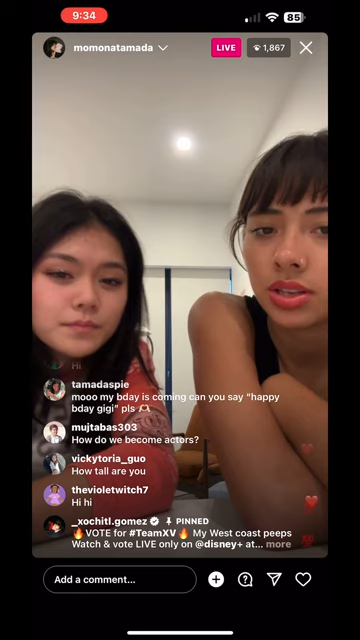 9:34
85
momonatamada
LIVE
1,867
Hi
tamadaspie
mooo my bday is coming can you say “happy
bday gigi” pls
mujtabas303
How do we become actors?
vickytoria_guo
How tall are you
thevioletwitch7
Hi hi
_xochitl.gomez PINNED
🔥VOTE for #TeamXV🔥 My West coast peeps
Watch & vote LIVE only on @disney+ at... more
Add a comment...